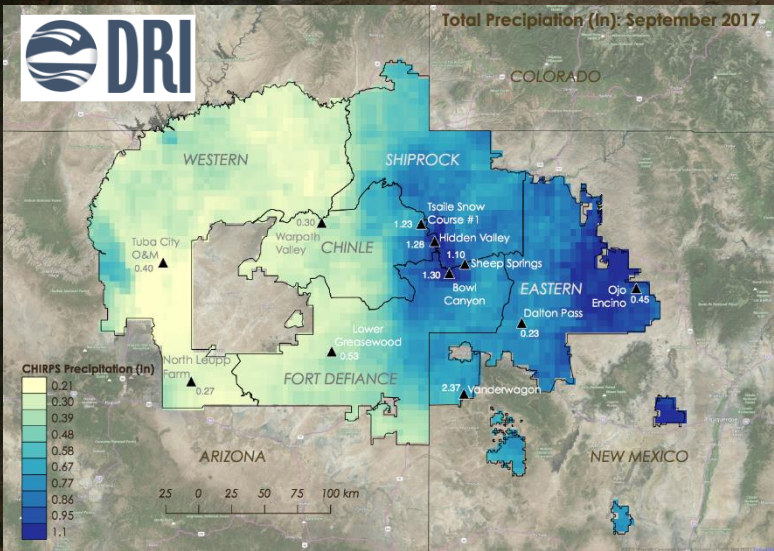 DRI
Total Precipiation (in): September 2017
COLORADO
WESTERN
SHIPROCK
Tsaile Snow
Course #1
1.23
0.30
Warpath
Valley
CHINLE
Hidden Valley
1.28
Tuba City
O&M
0.40
1.10
Sheep Springs
1.30
Bowl
Canyon
EASTERN
Ojo
Encino
0.45
Dalton Pass
0.23
Lower
Greasewood
0.53
North Leupp
Farm
0.27
FORT DEFIANCE
2.37
Vanderwagon
CHIRPS Precipitation (in)
0.21
0.30
0.39
0.48
0.58
0.67
0.77
0.86
0.95
1.1
ARIZONA
NEW MEXICO
25 0 25 50 75 100 km